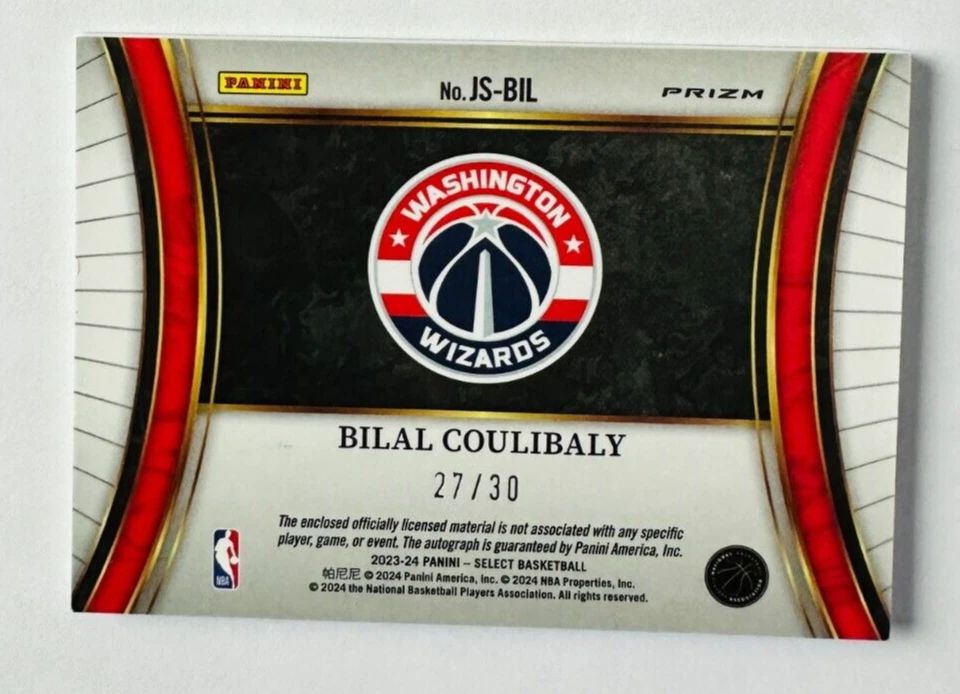 PANINI
No. JS-BIL
PRIZM
WASHINGTON
WIZARDS
BILAL COULIBALY
27/30
The enclosed officially licensed material is not associated with any specific
player, game, or event. The autograph is guaranteed by Panini America, Inc.
2023-24 PANINI – SELECT BASKETBALL
帕尼尼 © 2024 Panini America, Inc. © 2024 NBA Properties, Inc.
© 2024 the National Basketball Players Association. All rights reserved.
NBA